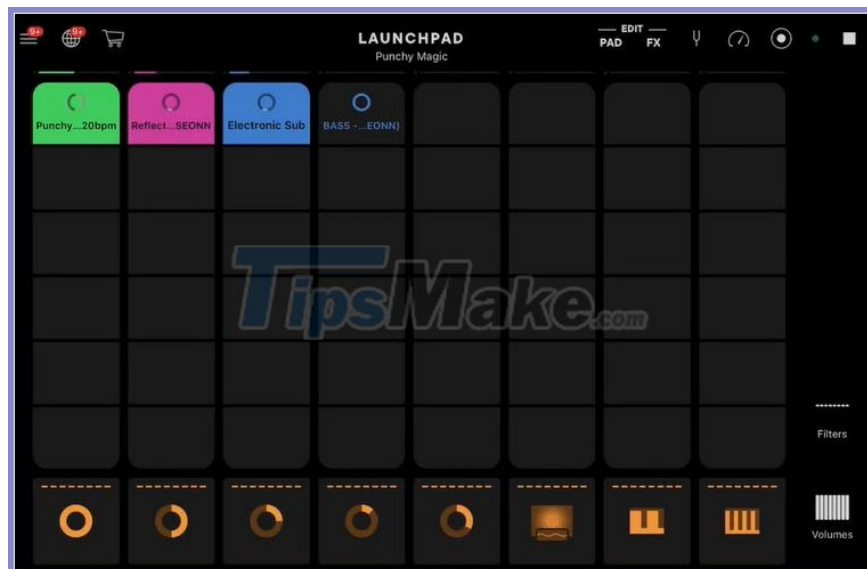 9+
9+
LAUNCHPAD
Punchy Magic
EDIT
PAD FX
Punchy...20bpm
Reflect...SEONN
Electronic Sub
BASS -...EONN)
TipsMake.com
Filters
Volumes